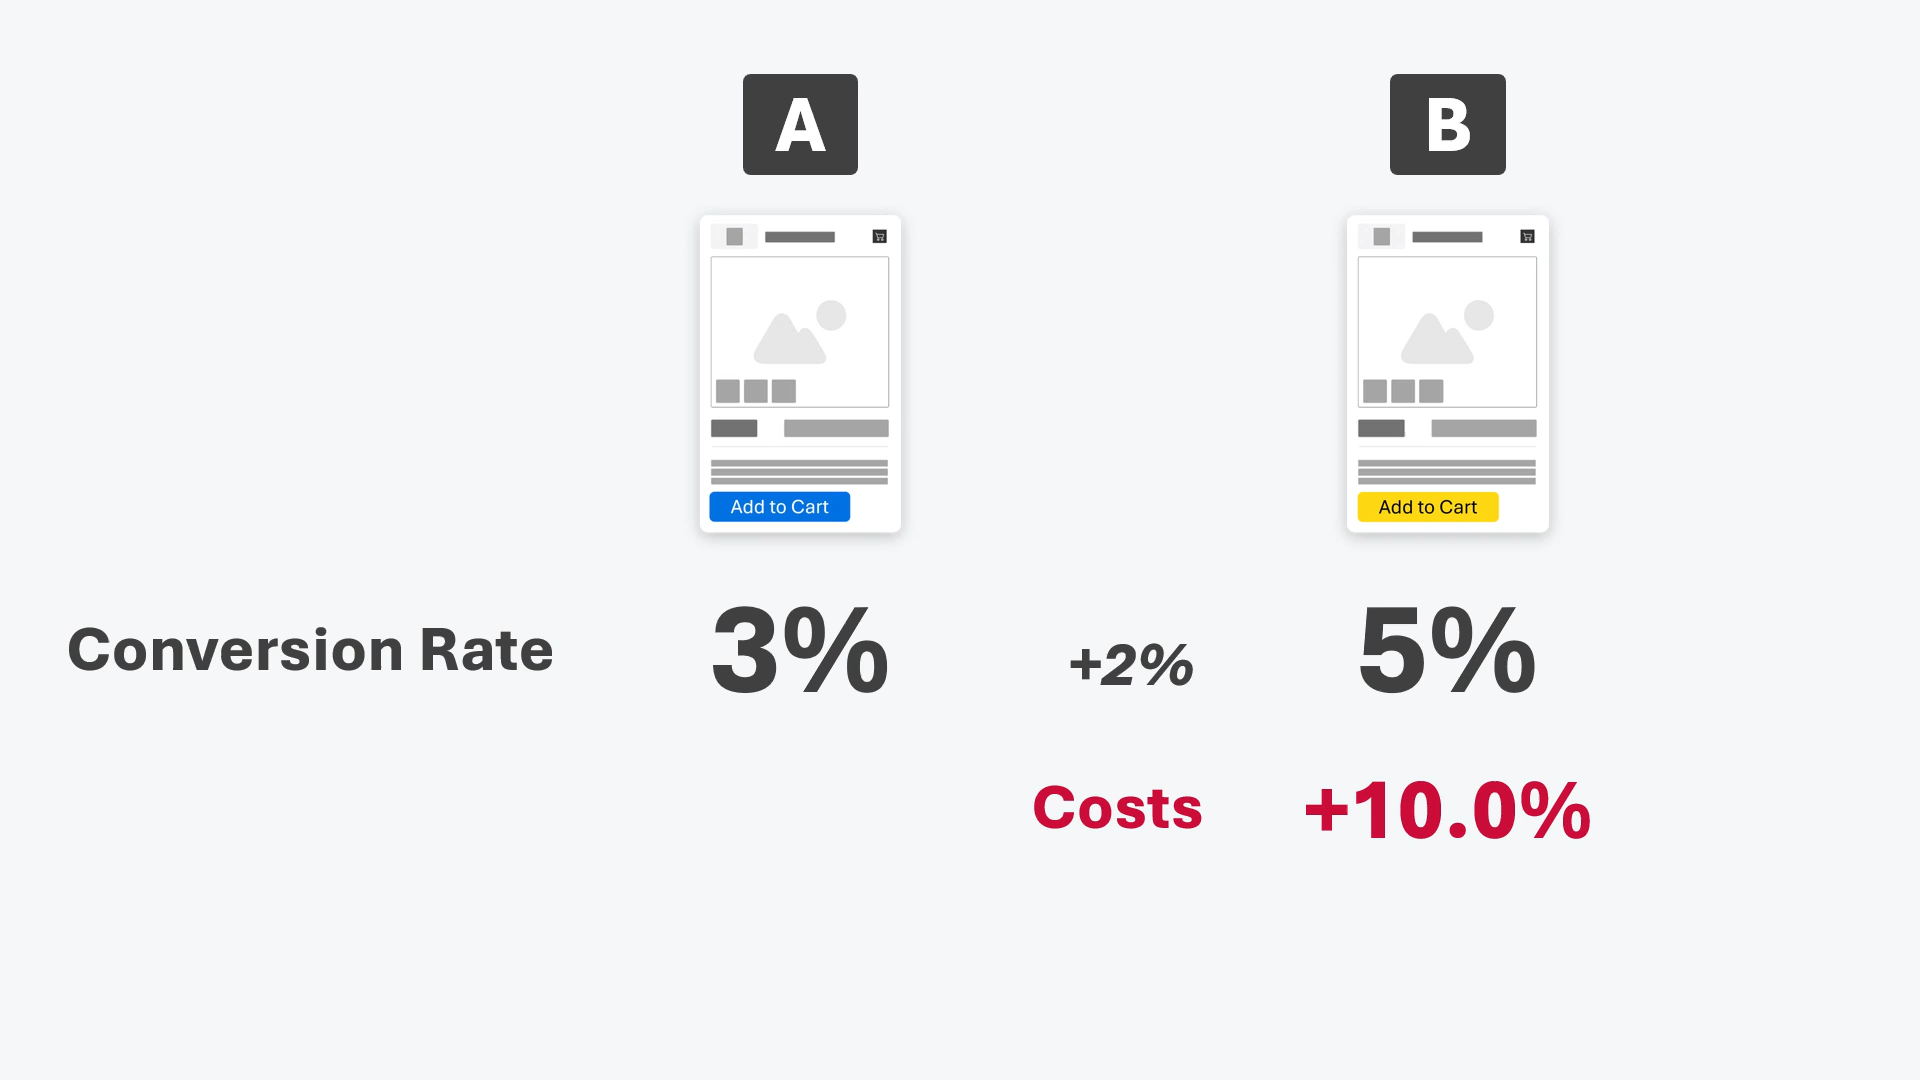 A
B
Add to Cart
Add to Cart
Conversion Rate
3%
+2%
5%
Costs
+10.0%